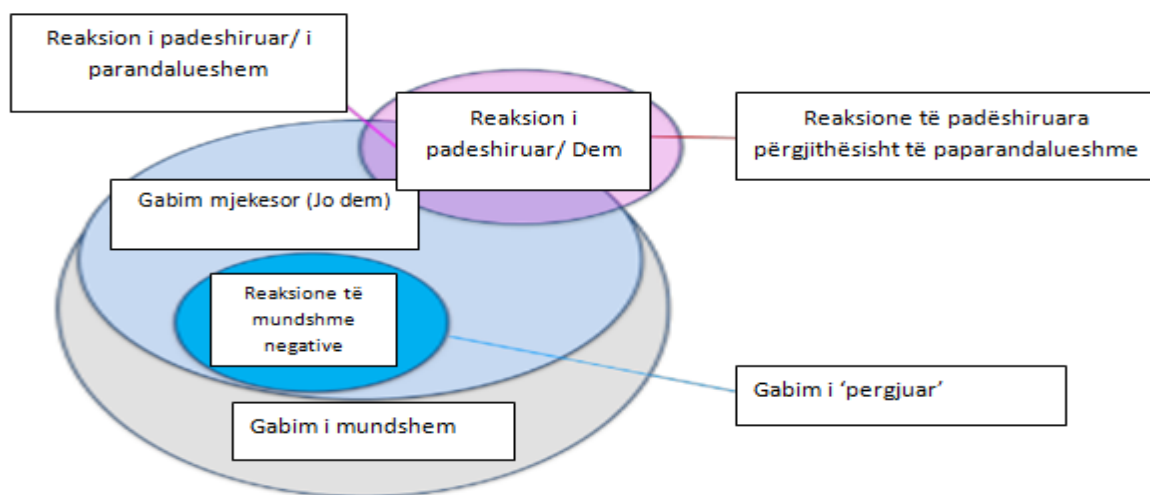 Reaksion i padeshiruar/ i
parandalueshem
Reaksion i
padeshiruar/ Dem
Reaksione të padëshiruara
përgjithësisht të paparandalueshme
Gabim mjekesor (Jo dem)
Reaksione të
mundshme
negative
Gabim i ‘pergjuar’
Gabim i mundshem